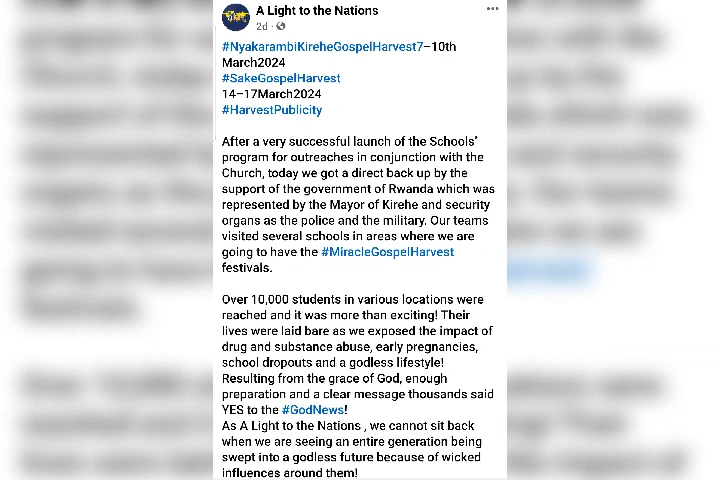 A Light to the Nations
2d
#NyakarambiKireheGospelHarvest7–10th
March2024
#SakeGospelHarvest
14–17March2024
#HarvestPublicity
After a very successful launch of the Schools’
program for outreaches in conjunction with the
Church, today we got a direct back up by the
support of the government of Rwanda which was
represented by the Mayor of Kirehe and security
organs as the police and the military. Our teams
visited several schools in areas where we are
going to have the #MiracleGospelHarvest
festivals.
Over 10,000 students in various locations were
reached and it was more than exciting! Their
lives were laid bare as we exposed the impact of
drug and substance abuse, early pregnancies,
school dropouts and a godless lifestyle!
Resulting from the grace of God, enough
preparation and a clear message thousands said
YES to the #GodNews!
As A Light to the Nations , we cannot sit back
when we are seeing an entire generation being
swept into a godless future because of wicked
influences around them!